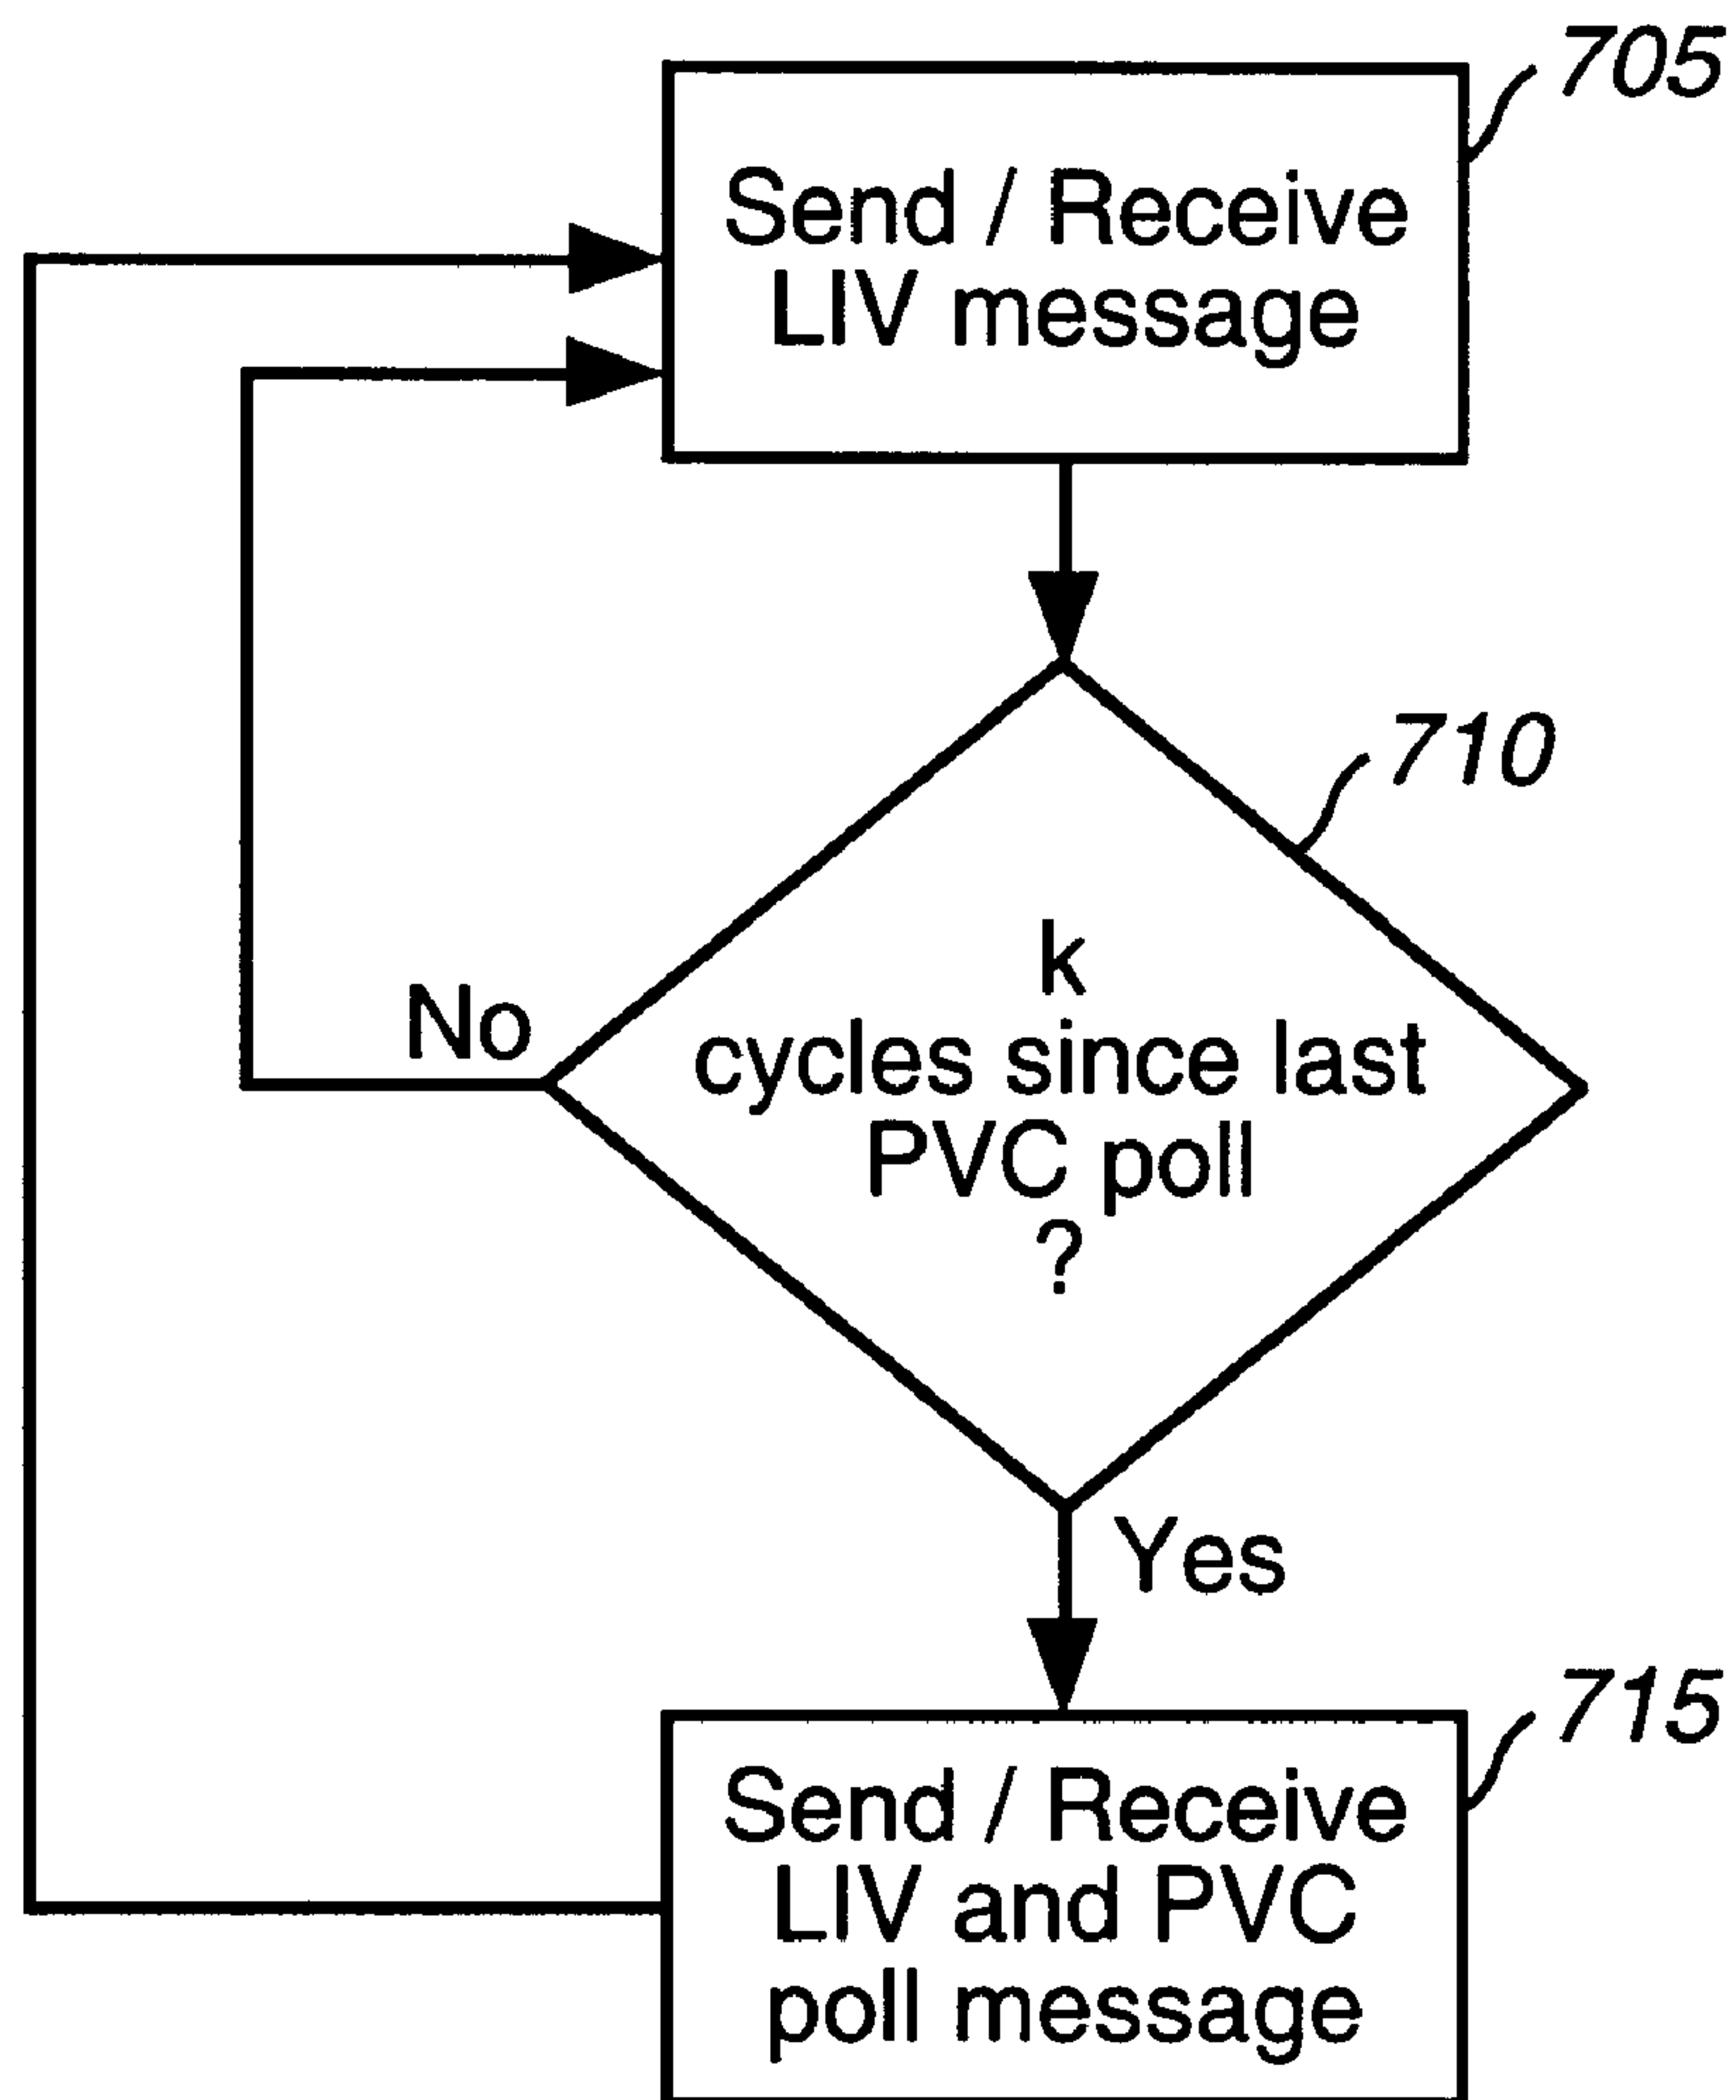 705
Send / Receive
LIV message
710
k
cycles since last
PVC poll
?
No
Yes
715
Send / Receive
LIV and PVC
poll message